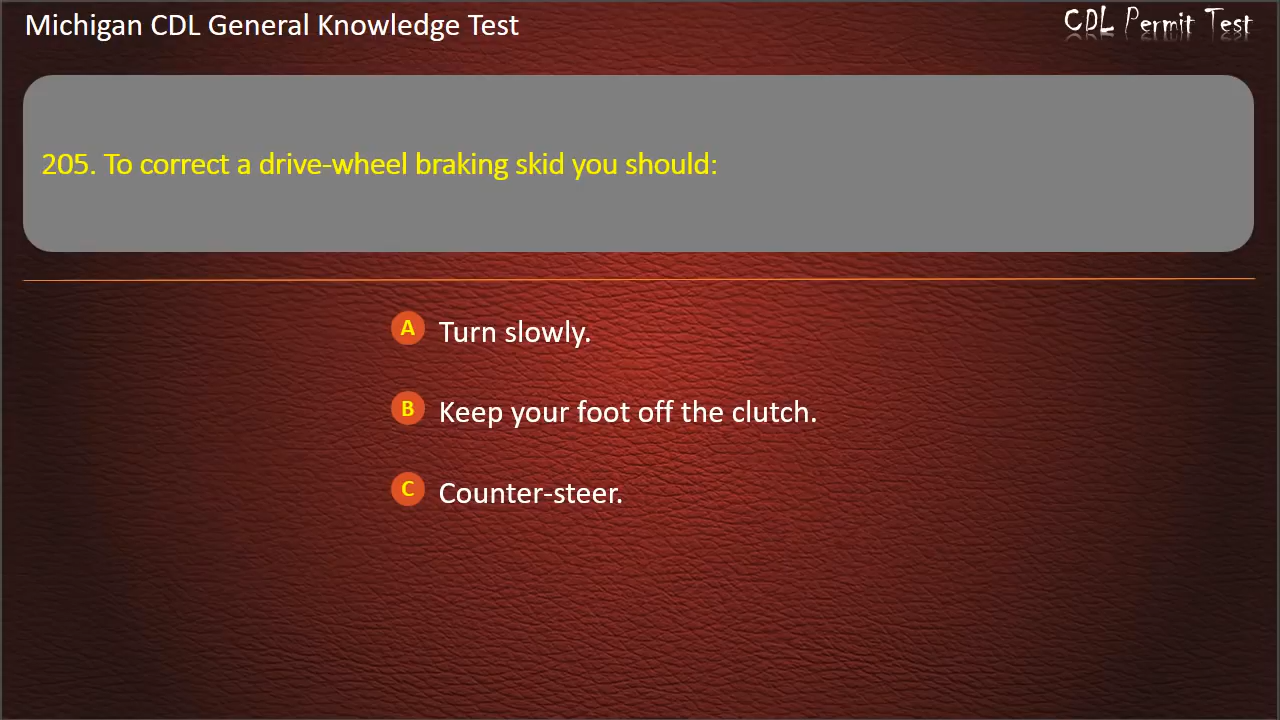 Michigan CDL General Knowledge Test
CDL Permit Test
205. To correct a drive-wheel braking skid you should:
A Turn slowly.
B Keep your foot off the clutch.
C Counter-steer.